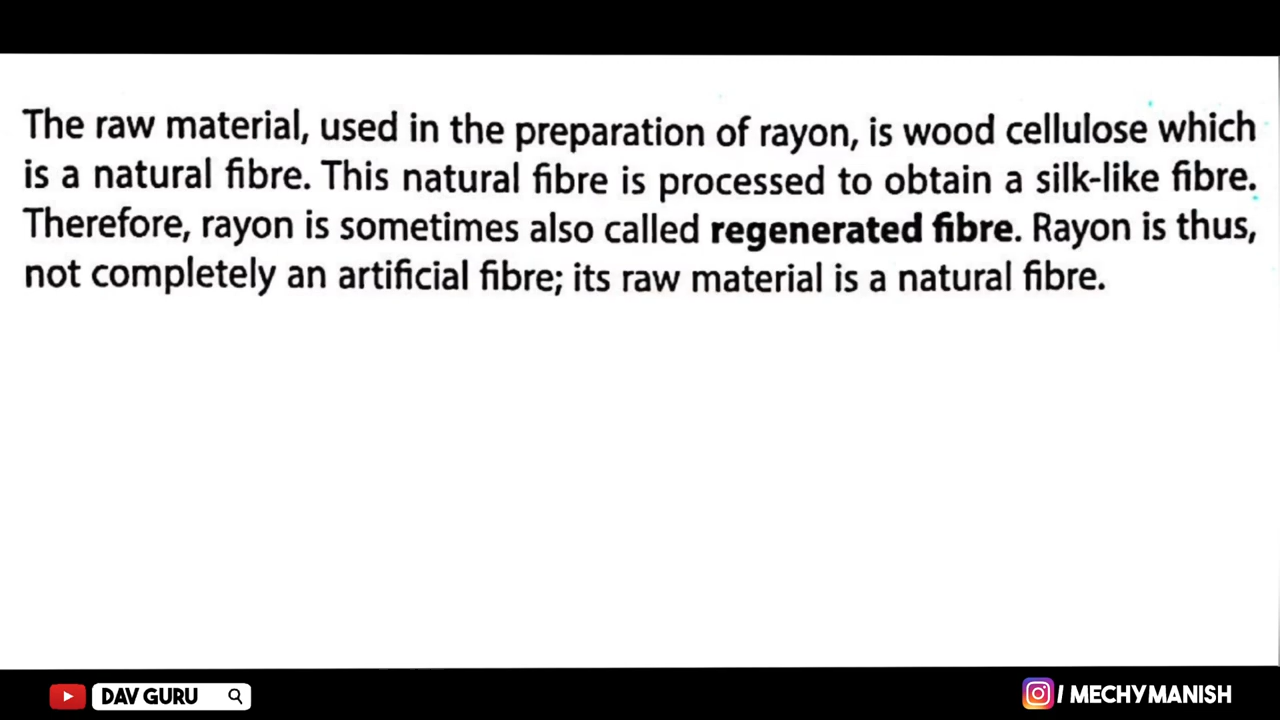 The raw material, used in the preparation of rayon, is wood cellulose which
is a natural fibre. This natural fibre is processed to obtain a silk-like fibre.
Therefore, rayon is sometimes also called regenerated fibre. Rayon is thus,
not completely an artificial fibre; its raw material is a natural fibre.
DAV GURU
/ MECHYMANISH